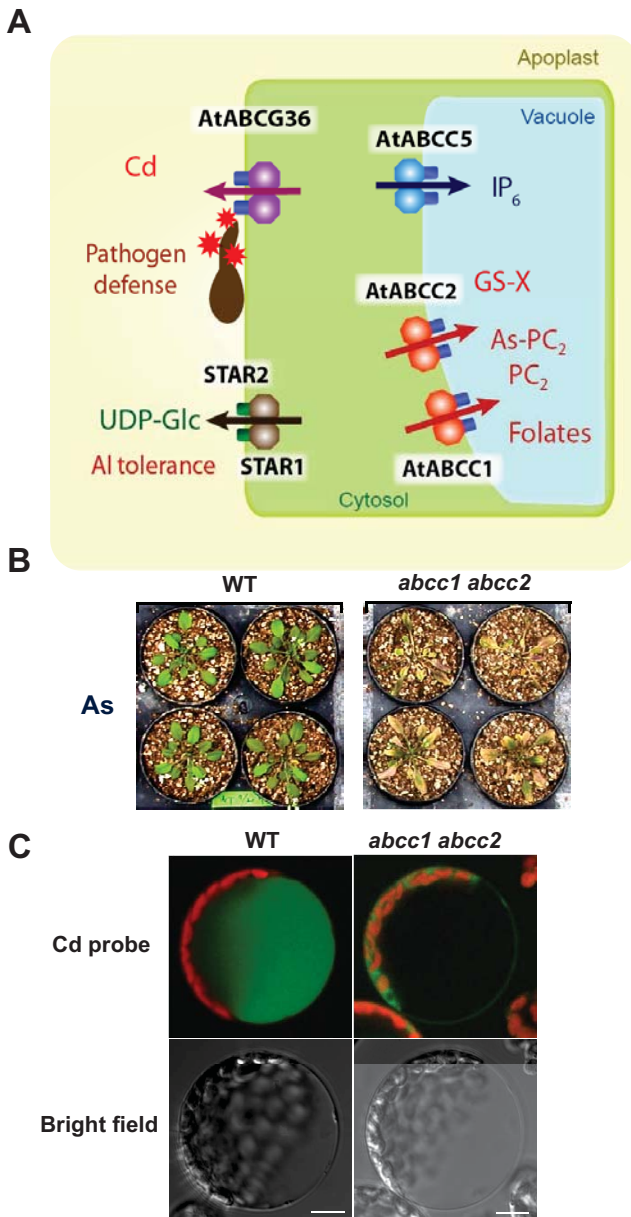 A
Apoplast
Vacuole
AtABCG36
AtABCC5
Cd
IP6
Pathogen
defense
AtABCC2
GS-X
As-PC2
PC2
STAR2
UDP-Glc
Folates
Al tolerance
STAR1
AtABCC1
Cytosol
B
WT
abcc1 abcc2
As
C
WT
abcc1 abcc2
Cd probe
Bright field